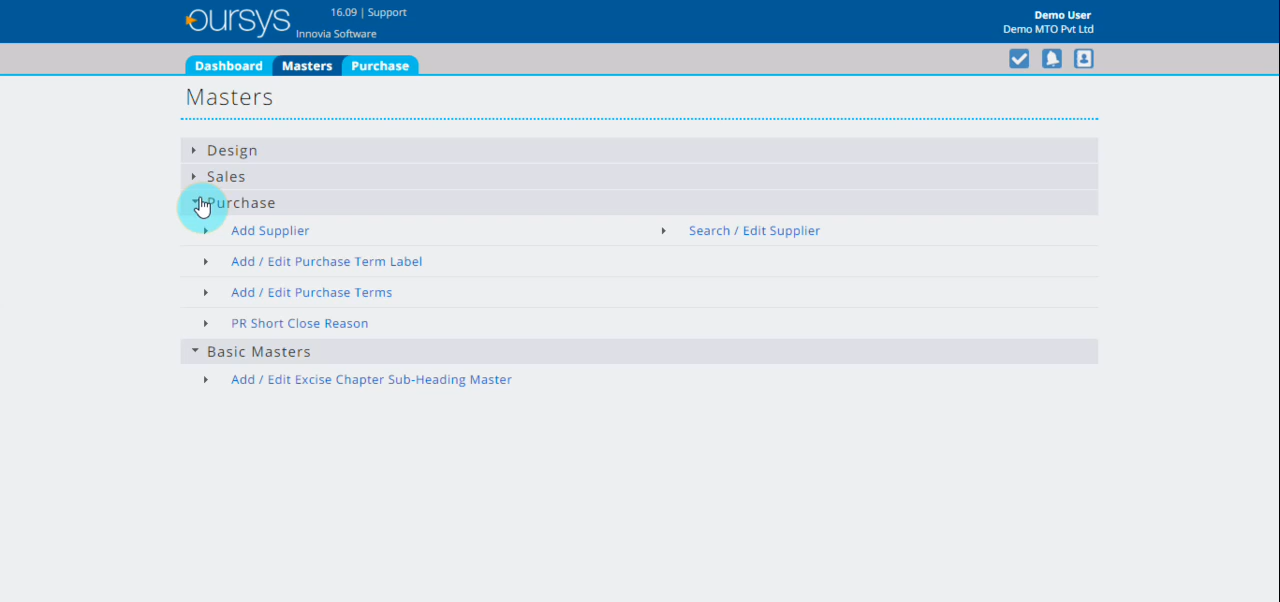 oursys
16.09 | Support
Innovia Software
Demo User
Demo MTO Pvt Ltd
Dashboard Masters Purchase
Masters
Design
Sales
Purchase
Add Supplier Search / Edit Supplier
Add / Edit Purchase Term Label
Add / Edit Purchase Terms
PR Short Close Reason
Basic Masters
Add / Edit Excise Chapter Sub-Heading Master